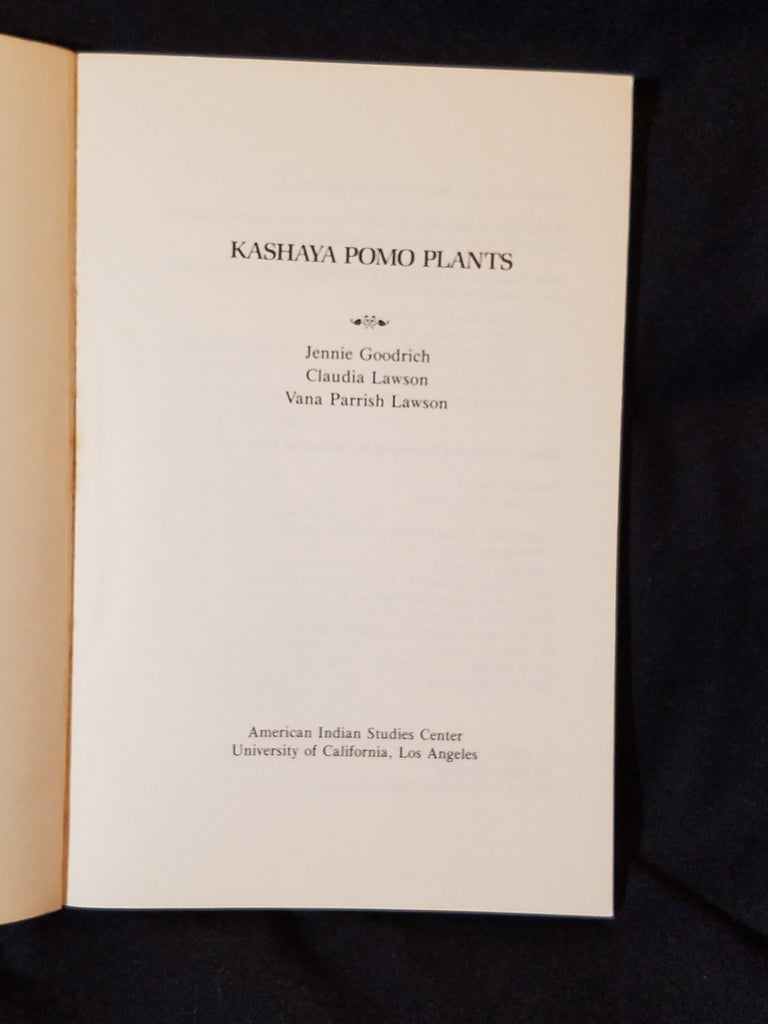 KASHAYA POMO PLANTS
Jennie Goodrich
Claudia Lawson
Vana Parrish Lawson
American Indian Studies Center
University of California, Los Angeles